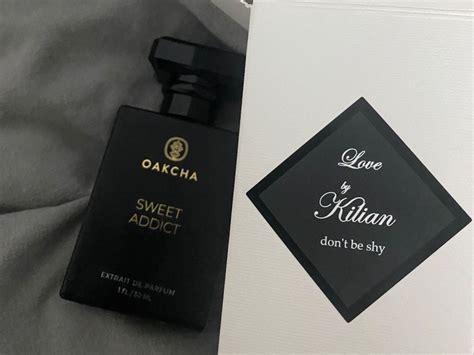 OAKCHA
SWEET
ADDICT
EXTRAIT DE PARFUM
1 FL / 30 ML
Love
by
Kilian
don't be shy